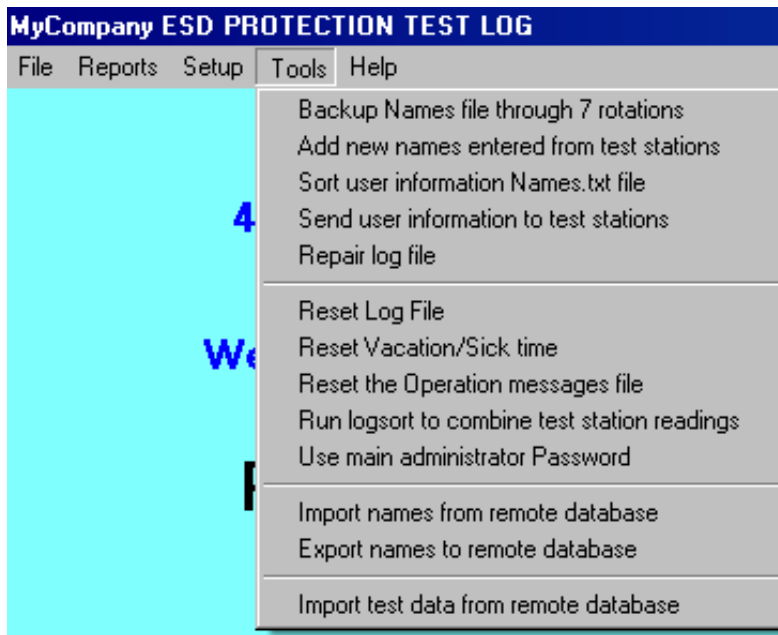 MyCompany ESD PROTECTION TEST LOG
File Reports Setup Tools Help
Backup Names file through 7 rotations
Add new names entered from test stations
4
Sort user information Names.txt file
Send user information to test stations
Repair log file
Reset Log File
We
Reset Vacation/Sick time
Reset the Operation messages file
Run logsort to combine test station readings
Use main administrator Password
Import names from remote database
Export names to remote database
Import test data from remote database